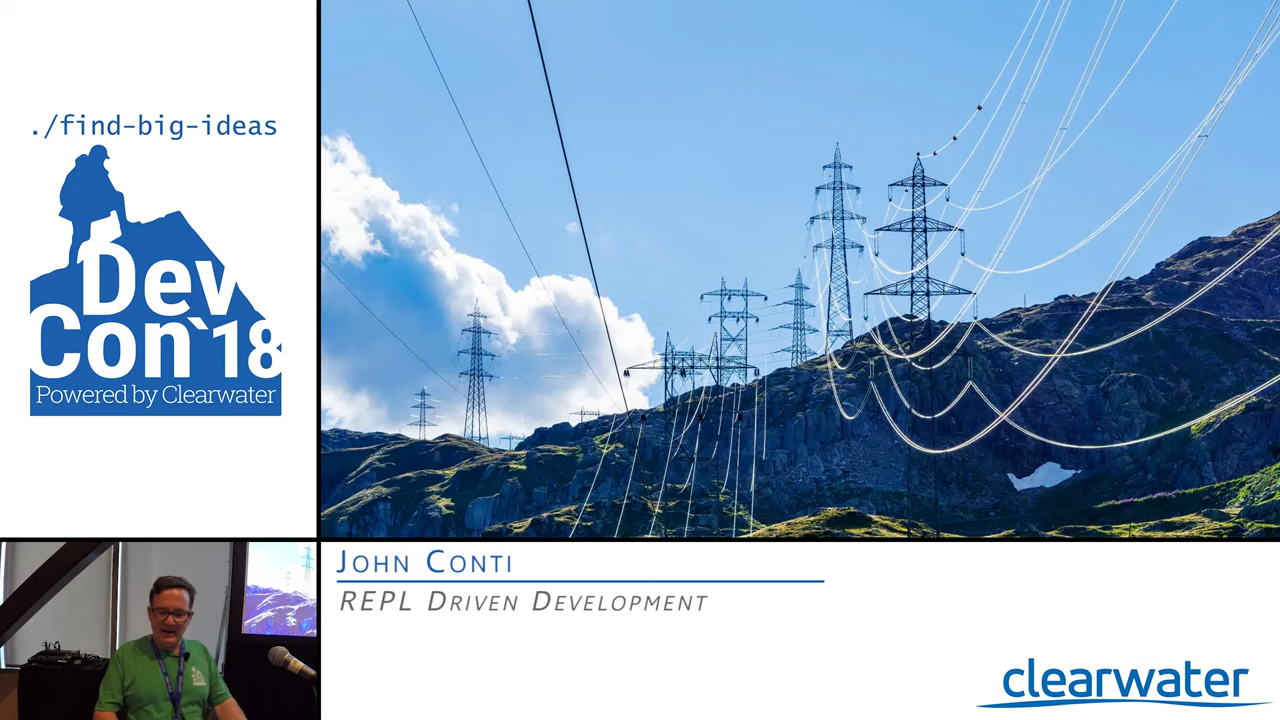 ./find-big-ideas
Dev
Con`18
Powered by Clearwater
John Conti
REPL Driven Development
clearwater